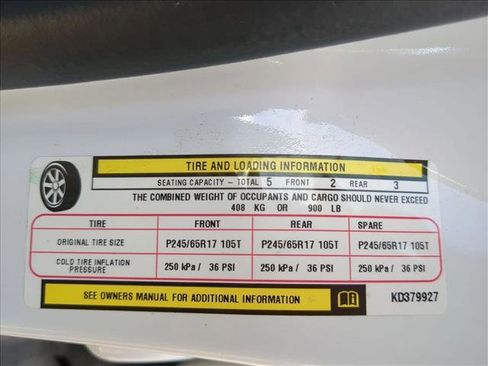 TIRE AND LOADING INFORMATION
SEATING CAPACITY – TOTAL 5 FRONT 2 REAR 3
THE COMBINED WEIGHT OF OCCUPANTS AND CARGO SHOULD NEVER EXCEED
408 KG OR 900 LB
TIRE FRONT REAR SPARE
ORIGINAL TIRE SIZE P245/65R17 105T P245/65R17 105T P245/65R17 105T
COLD TIRE INFLATION PRESSURE 250 kPa / 36 PSI 250 kPa / 36 PSI 250 kPa / 36 PSI
SEE OWNERS MANUAL FOR ADDITIONAL INFORMATION KD379927